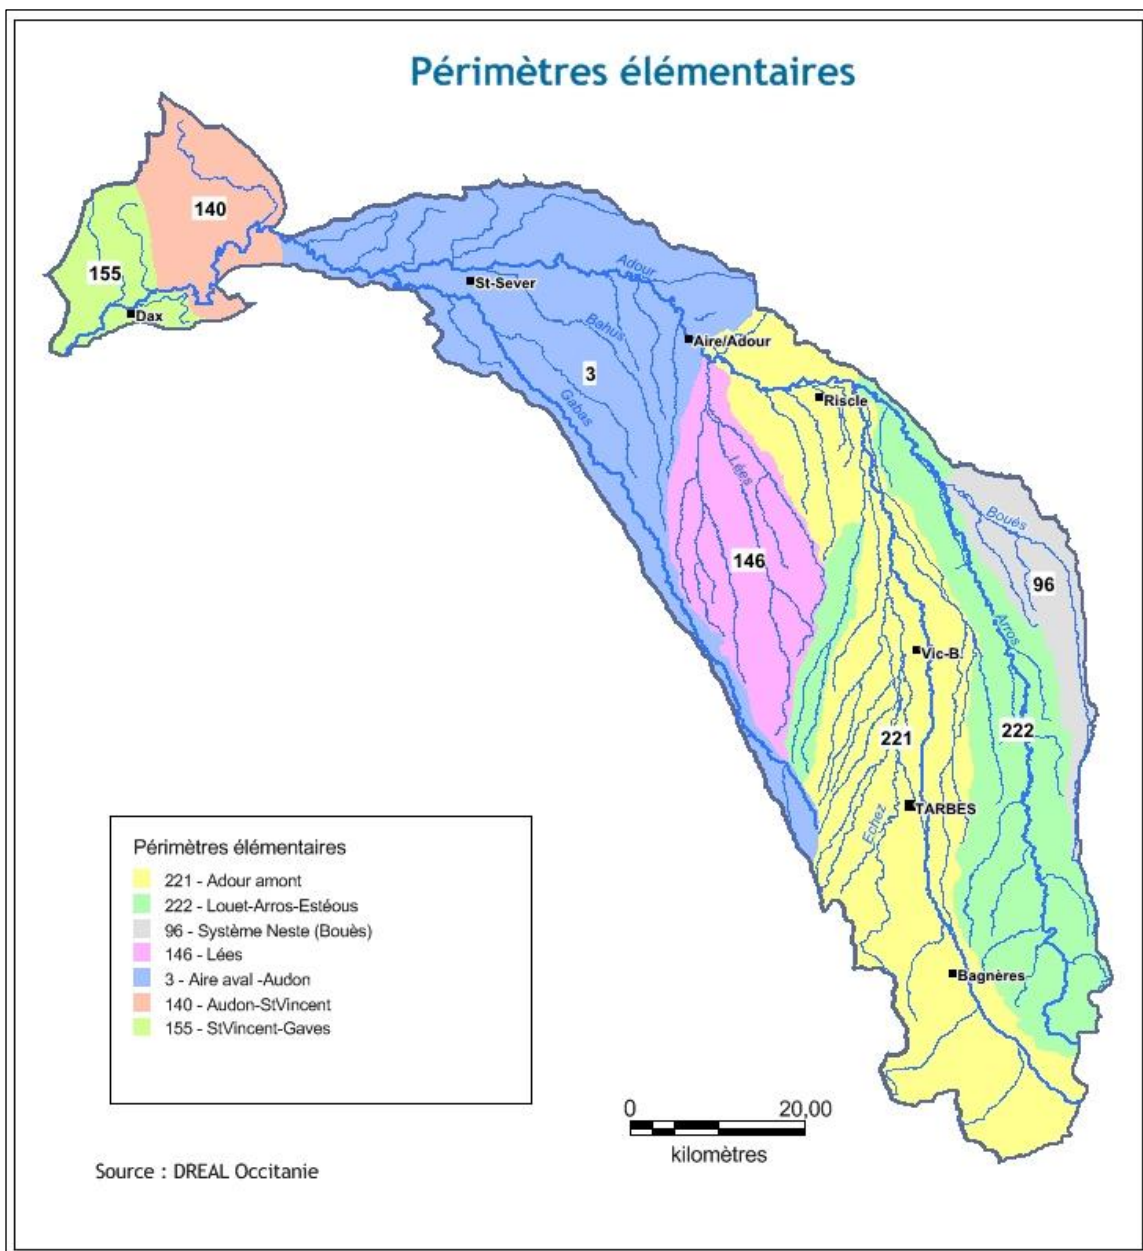 Périmètres élémentaires
140
155
Dax
St-Sever
Adour
Bahus
Aire/Adour
3
Gabas
Riscle
Lées
Bouès
146
96
Arros
Vic-B.
221
222
TARBES
Echez
Bagnères
Périmètres élémentaires
221 - Adour amont
222 - Louet-Arros-Estéous
96 - Système Neste (Bouès)
146 - Lées
3 - Aire aval -Audon
140 - Audon-StVincent
155 - StVincent-Gaves
0 20,00
kilomètres
Source : DREAL Occitanie